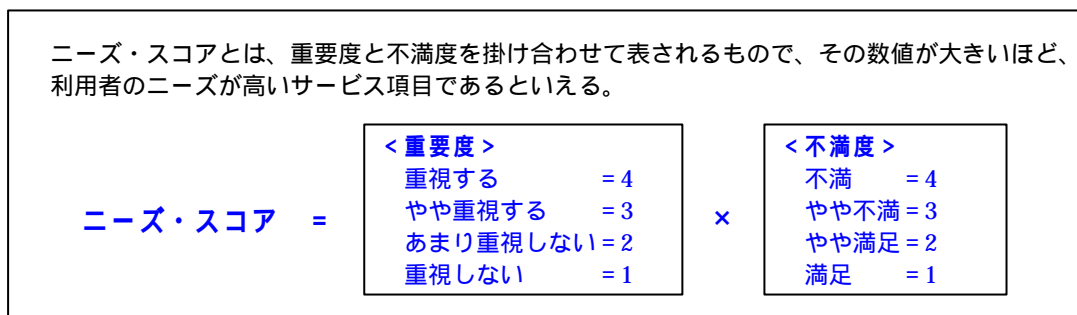 ニーズ・スコアとは、重要度と不満度を掛け合わせて表されるもので、その数値が大きいほど、
利用者のニーズが高いサービス項目であるといえる。
ニーズ・スコア =
<重要度>
重視する =4
やや重視する =3
あまり重視しない=2
重視しない =1
×
<不満度>
不満 =4
やや不満=3
やや満足=2
満足 =1